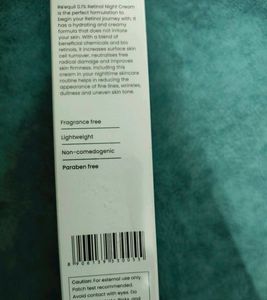 Re'equil 0.1% Retinal Night Cream
is the perfect formulation to
begin your Retinol journey with. It
has a hydrating and creamy
formula that does not irritate
your skin. With a blend of
beneficial chemicals and bio
retinols, it increases surface skin
cell turnover, neutralises free
radical damage and improves
skin firmness. Including this
cream in your nighttime skincare
routine helps in reducing the
appearance of fine lines, wrinkles,
dullness and uneven skin tone.
Fragrance free
Lightweight
Non-comedogenic
Paraben free
Caution: For external use only
Patch test recommended.
Avoid contact with eyes. Do